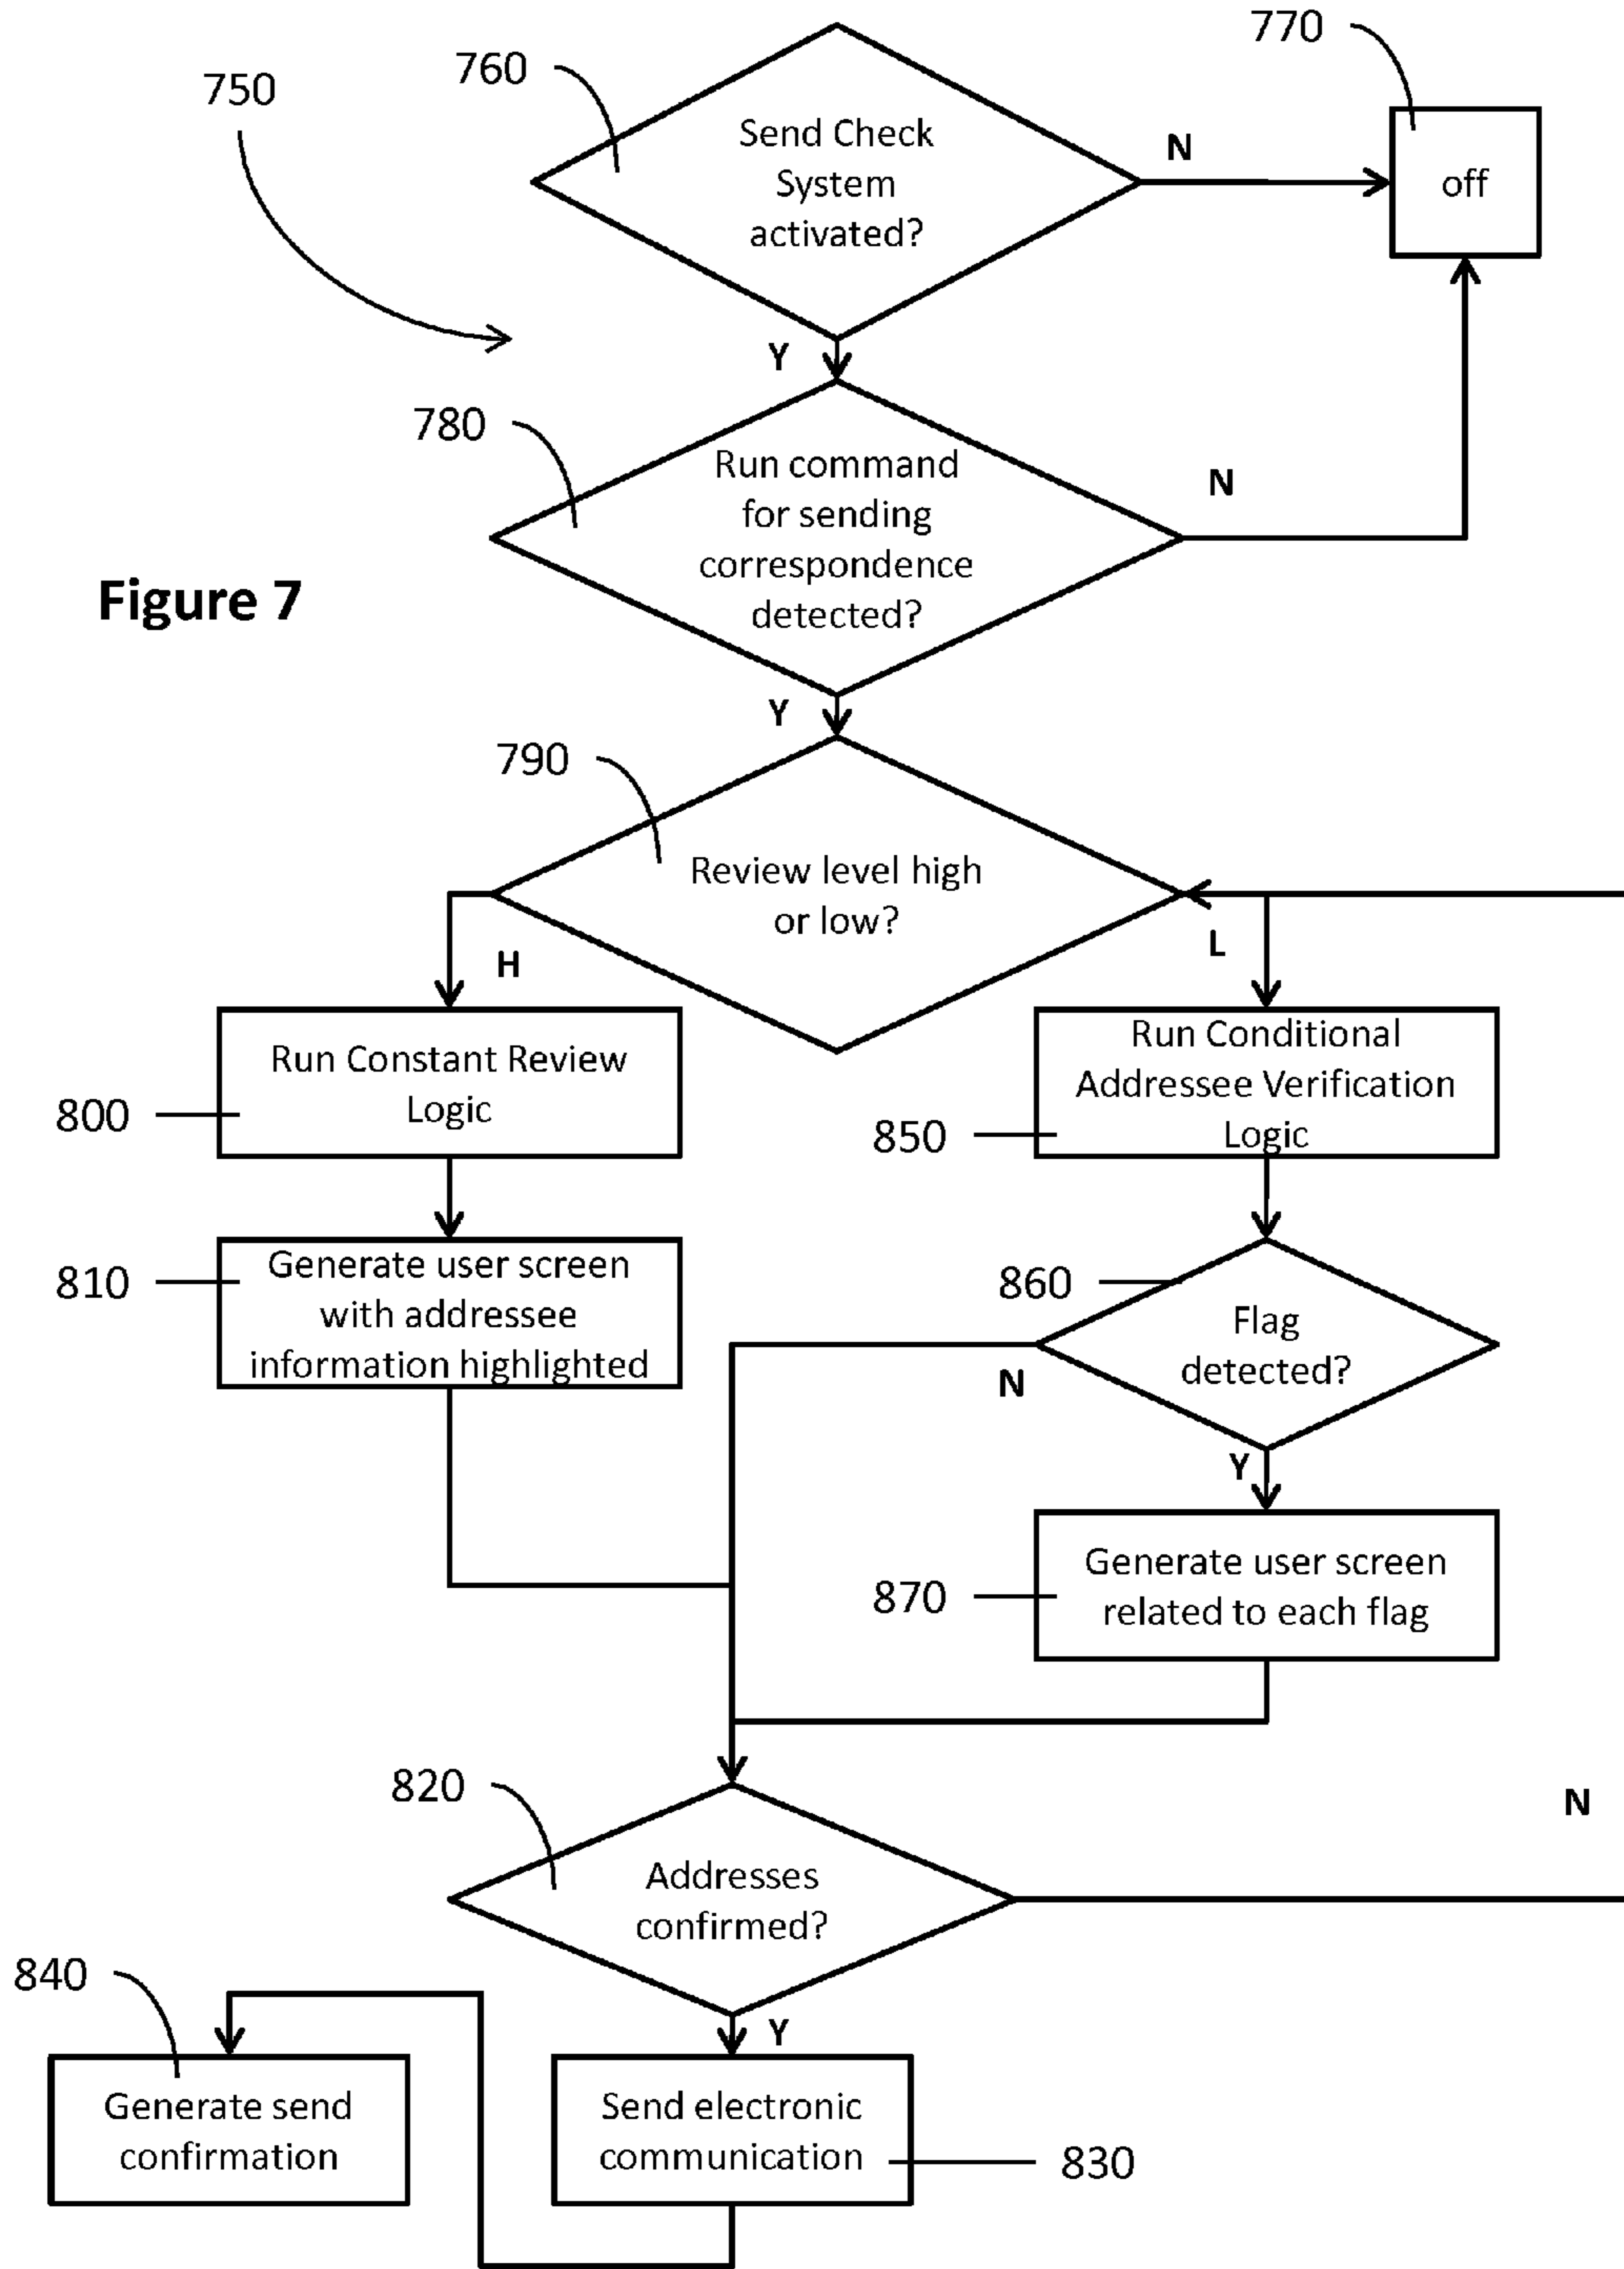 770
760
750
Send Check
System
activated?
N
off
Y
780
Run command
for sending
correspondence
detected?
N
Figure 7
Y
790
Review level high
or low?
H
L
Run Constant Review
Logic
800
Run Conditional
Addressee Verification
Logic
850
Generate user screen
with addressee
information highlighted
810
860
Flag
detected?
N
Y
Generate user screen
related to each flag
870
820
N
Addresses
confirmed?
840
Y
Generate send
confirmation
Send electronic
communication
830